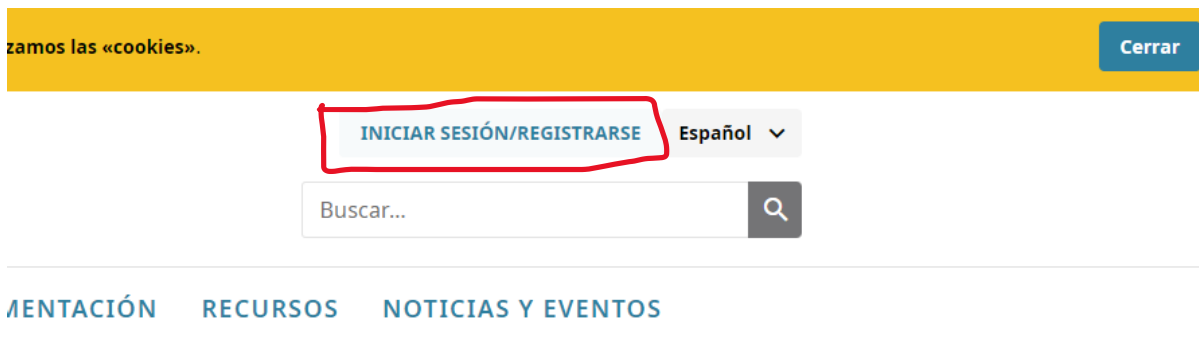 zamos las «cookies».
Cerrar
INICIAR SESIÓN/REGISTRARSE
Español
Buscar...
MENTACIÓN RECURSOS NOTICIAS Y EVENTOS